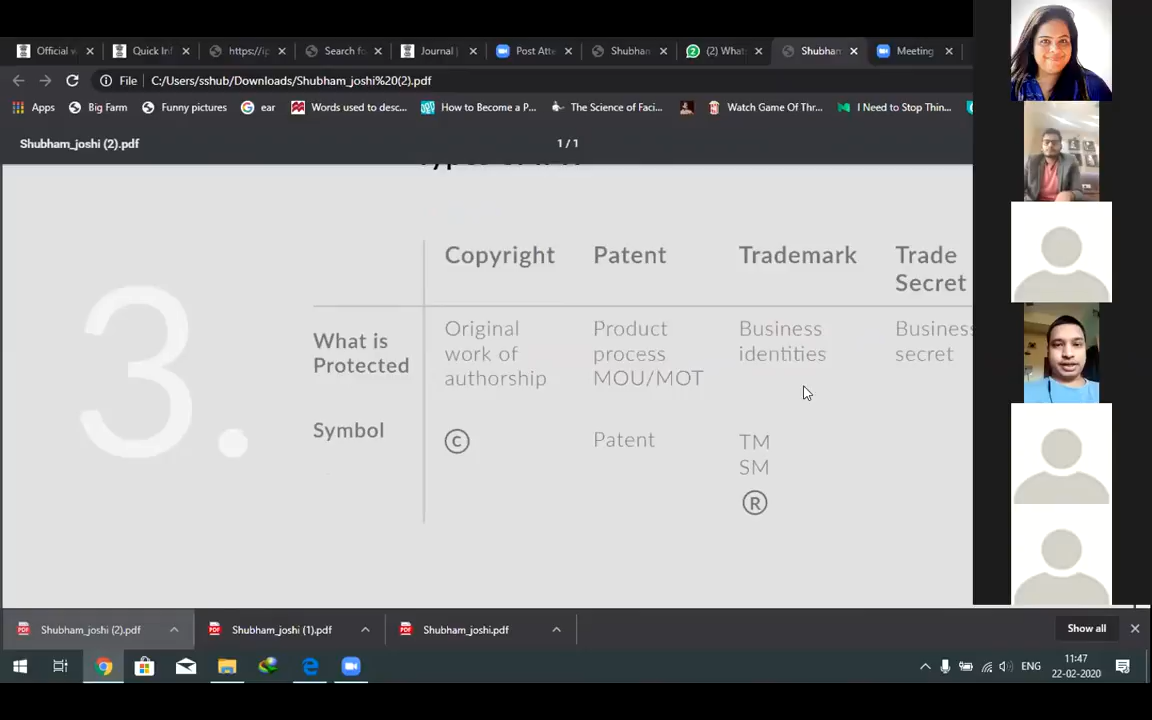 Official w
Quick Inf
https://ip
Search fo
Journal |
Post Atte
Shubham
2 (2) What
Shubham
Meeting
File C:/Users/sshub/Downloads/Shubham_joshi%20(2).pdf
Apps Big Farm Funny pictures ear Words used to desc... How to Become a P... The Science of Faci... Watch Game Of Thr... I Need to Stop Thin...
Shubham_joshi (2).pdf 1 / 1
3.
Copyright Patent Trademark Trade
Secret
What is
Protected
Original
work of
authorship
Product
process
MOU/MOT
Business
identities
Business
secret
Symbol
© Patent TM
SM
®
Shubham_joshi (2).pdf Shubham_joshi (1).pdf Shubham_joshi.pdf Show all
ENG 11:47
22-02-2020